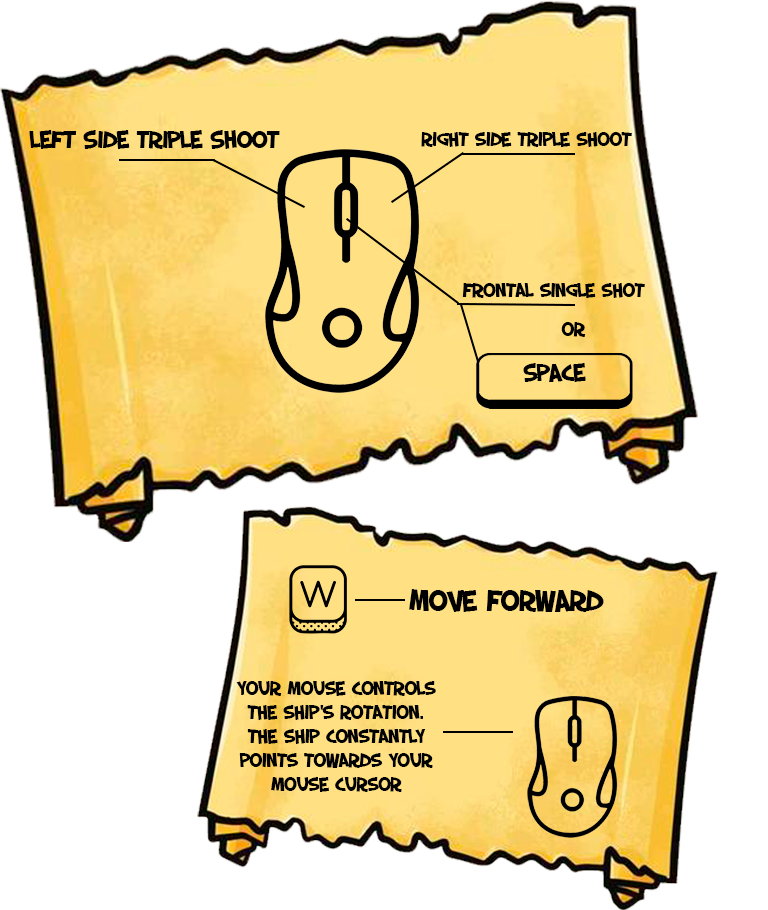 LEFT SIDE TRIPLE SHOOT
RIGHT SIDE TRIPLE SHOOT
FRONTAL SINGLE SHOT
OR
SPACE
W
MOVE FORWARD
YOUR MOUSE CONTROLS
THE SHIP'S ROTATION.
THE SHIP CONSTANTLY
POINTS TOWARDS YOUR
MOUSE CURSOR